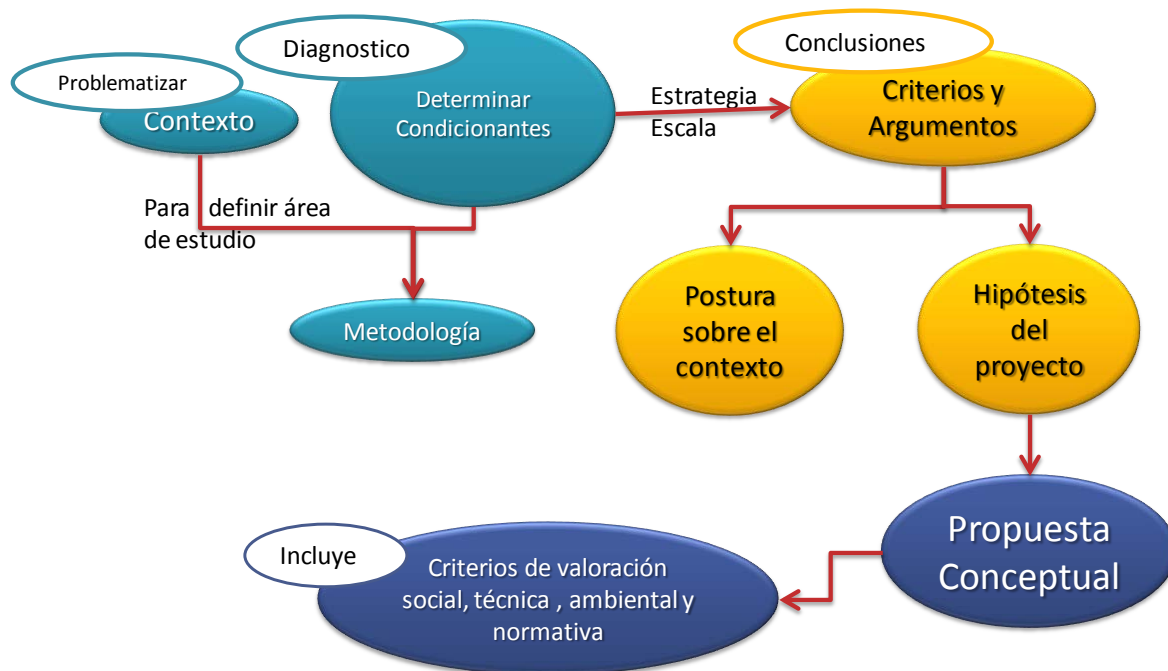 Problematizar
Contexto
Diagnostico
Determinar
Condicionantes
Estrategia
Escala
Conclusiones
Criterios y
Argumentos
Para definir área
de estudio
Metodología
Postura
sobre el
contexto
Hipótesis
del
proyecto
Propuesta
Conceptual
Incluye
Criterios de valoración
social, técnica , ambiental y
normativa